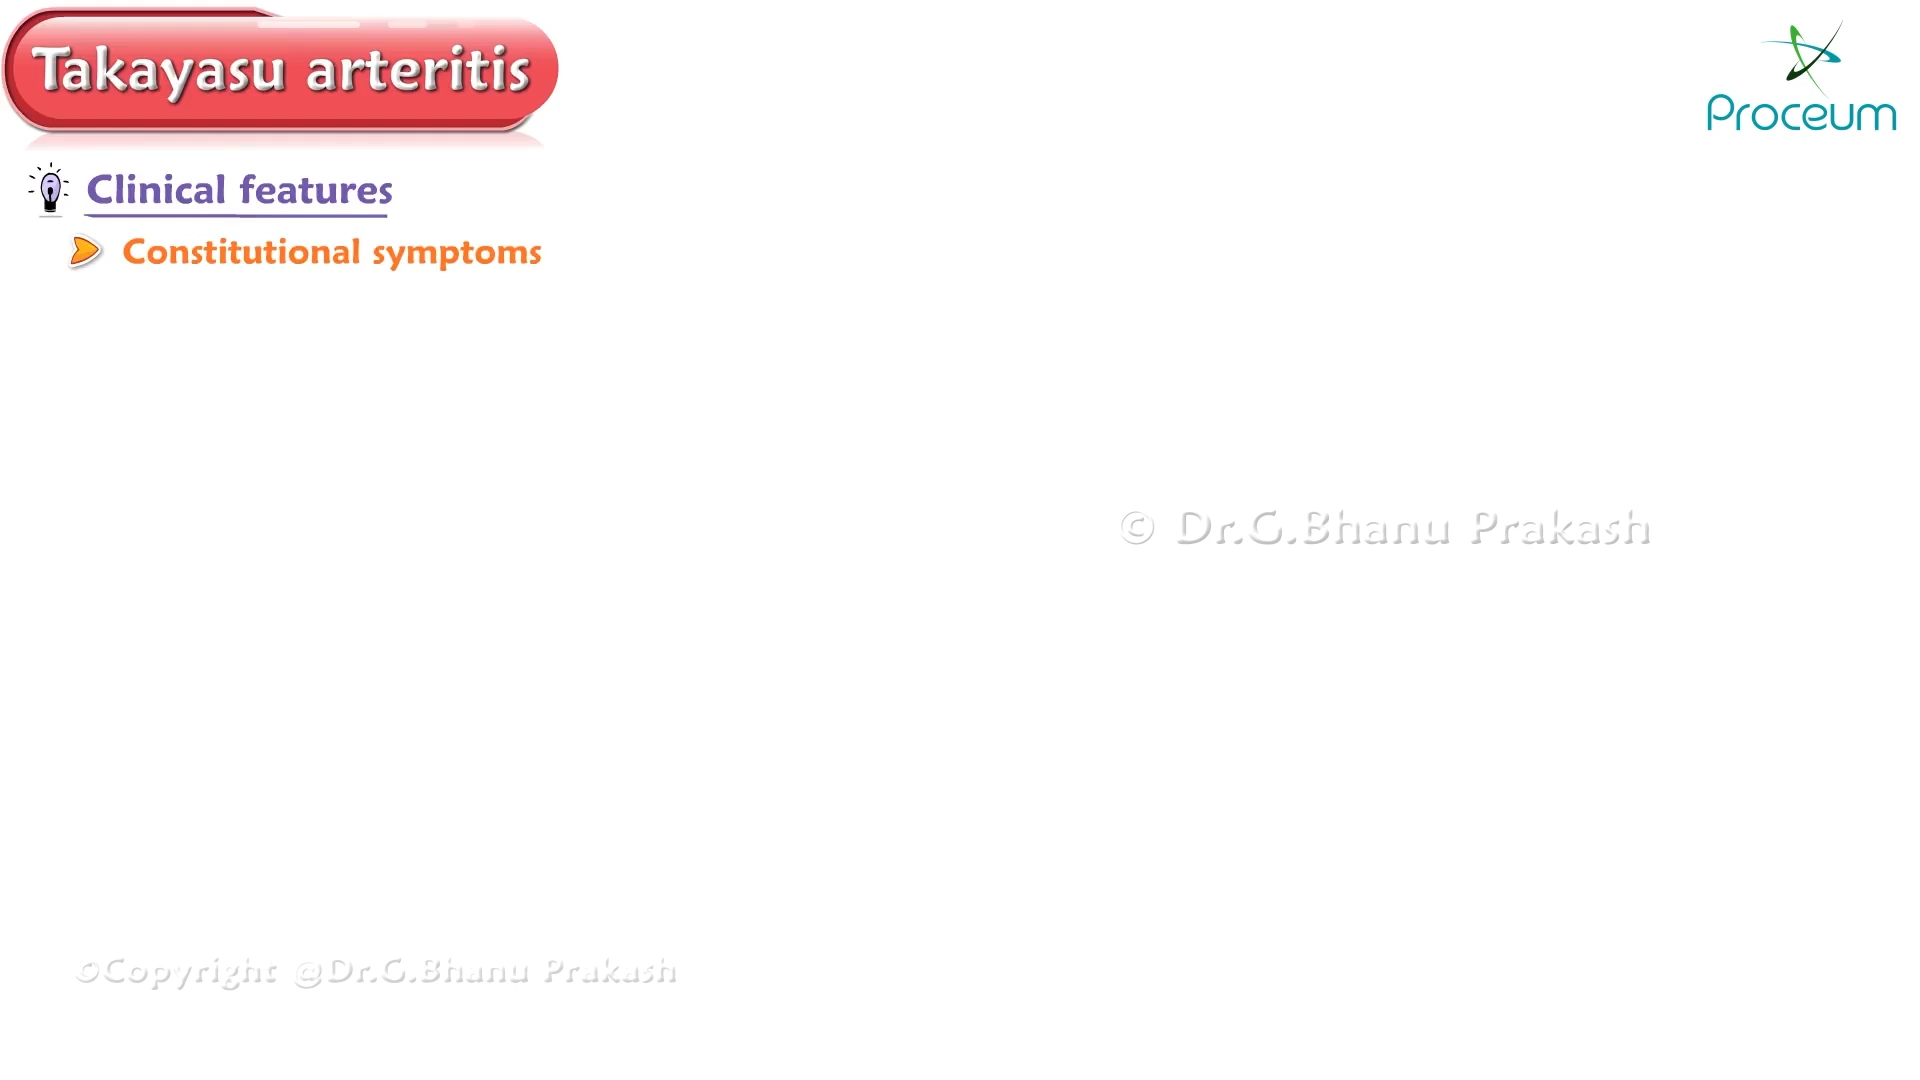 Takayasu arteritis
Proceum
Clinical features
Constitutional symptoms
© Dr.G.Bhanu Prakash
©Copyright @Dr.G.Bhanu Prakash